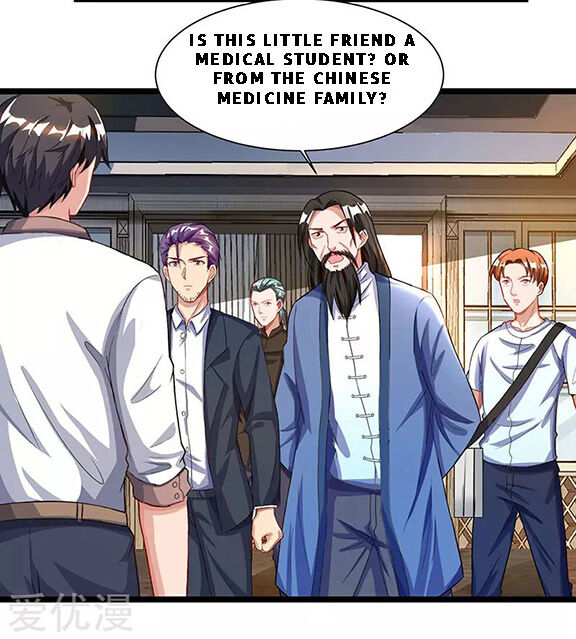 IS THIS LITTLE FRIEND A
MEDICAL STUDENT? OR
FROM THE CHINESE
MEDICINE FAMILY?
爱优漫